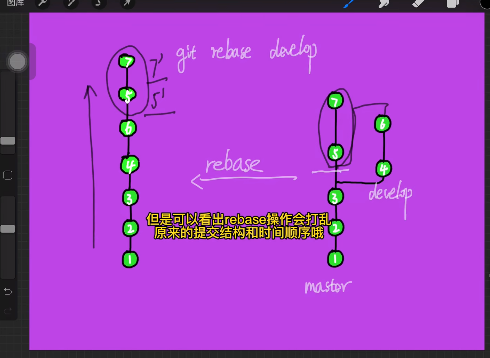 图库
git rebase develop
7
7'
5
5'
6
4
3
2
1
rebase
7
6
5
4
develop
3
2
1
master
但是可以看出rebase操作会打乱
原来的提交结构和时间顺序哦